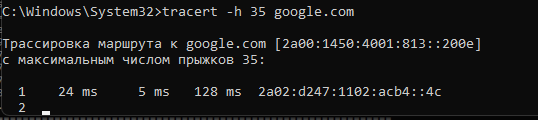 C:\Windows\System32>tracert -h 35 google.com
Трассировка маршрута к google.com [2a00:1450:4001:813::200e]
с максимальным числом прыжков 35:
1 24 ms 5 ms 128 ms 2a02:d247:1102:acb4::4c
2